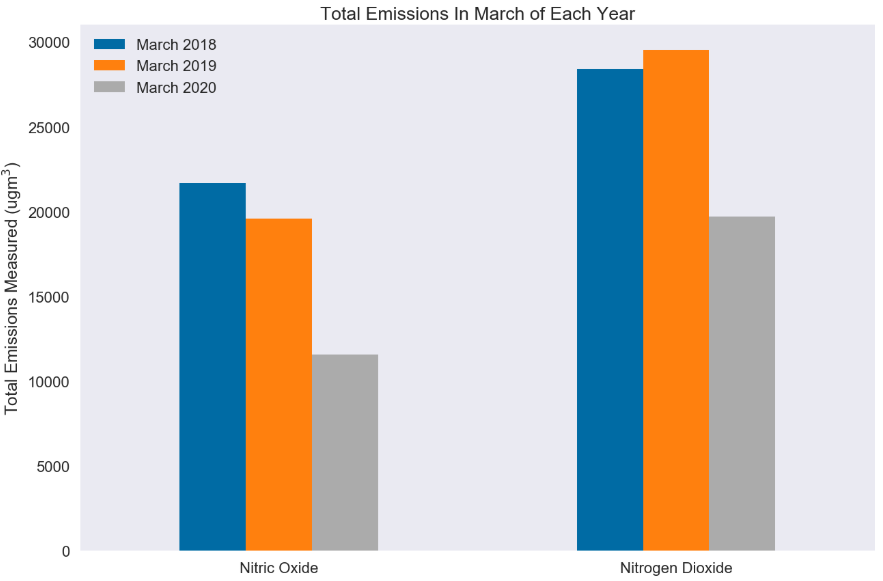 Total Emissions In March of Each Year
March 2018
March 2019
March 2020
Total Emissions Measured (ugm³)
30000
25000
20000
15000
10000
5000
0
Nitric Oxide
Nitrogen Dioxide